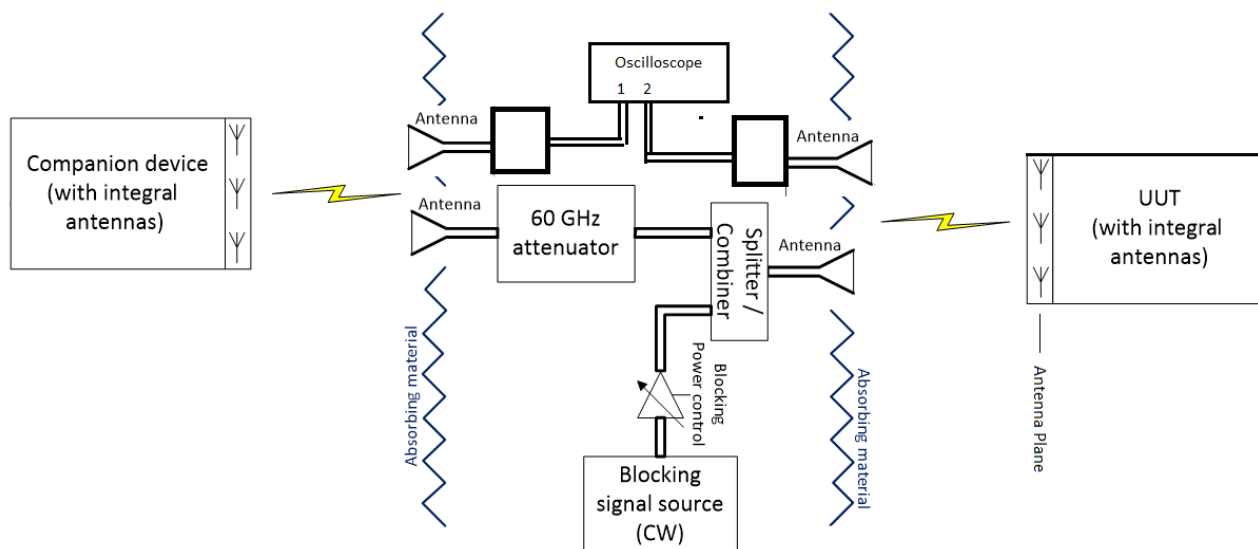 Oscilloscope
1 2
Antenna
Antenna
Companion device
(with integral
antennas)
UUT
(with integral
antennas)
Antenna
60 GHz
attenuator
Splitter /
Combiner
Antenna
Absorbing material
Blocking
Power control
Absorbing material
Antenna Plane
Blocking
signal source
(CW)